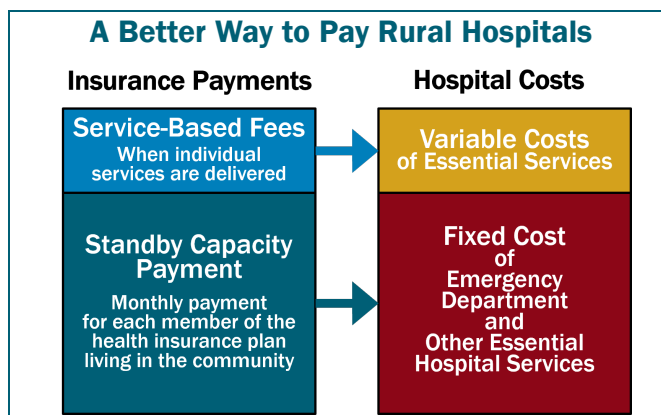 A Better Way to Pay Rural Hospitals
Insurance Payments
Hospital Costs
Service-Based Fees
When individual
services are delivered
Variable Costs
of Essential Services
Standby Capacity
Payment
Monthly payment
for each member of the
health insurance plan
living in the community
Fixed Cost
of
Emergency
Department
and
Other Essential
Hospital Services